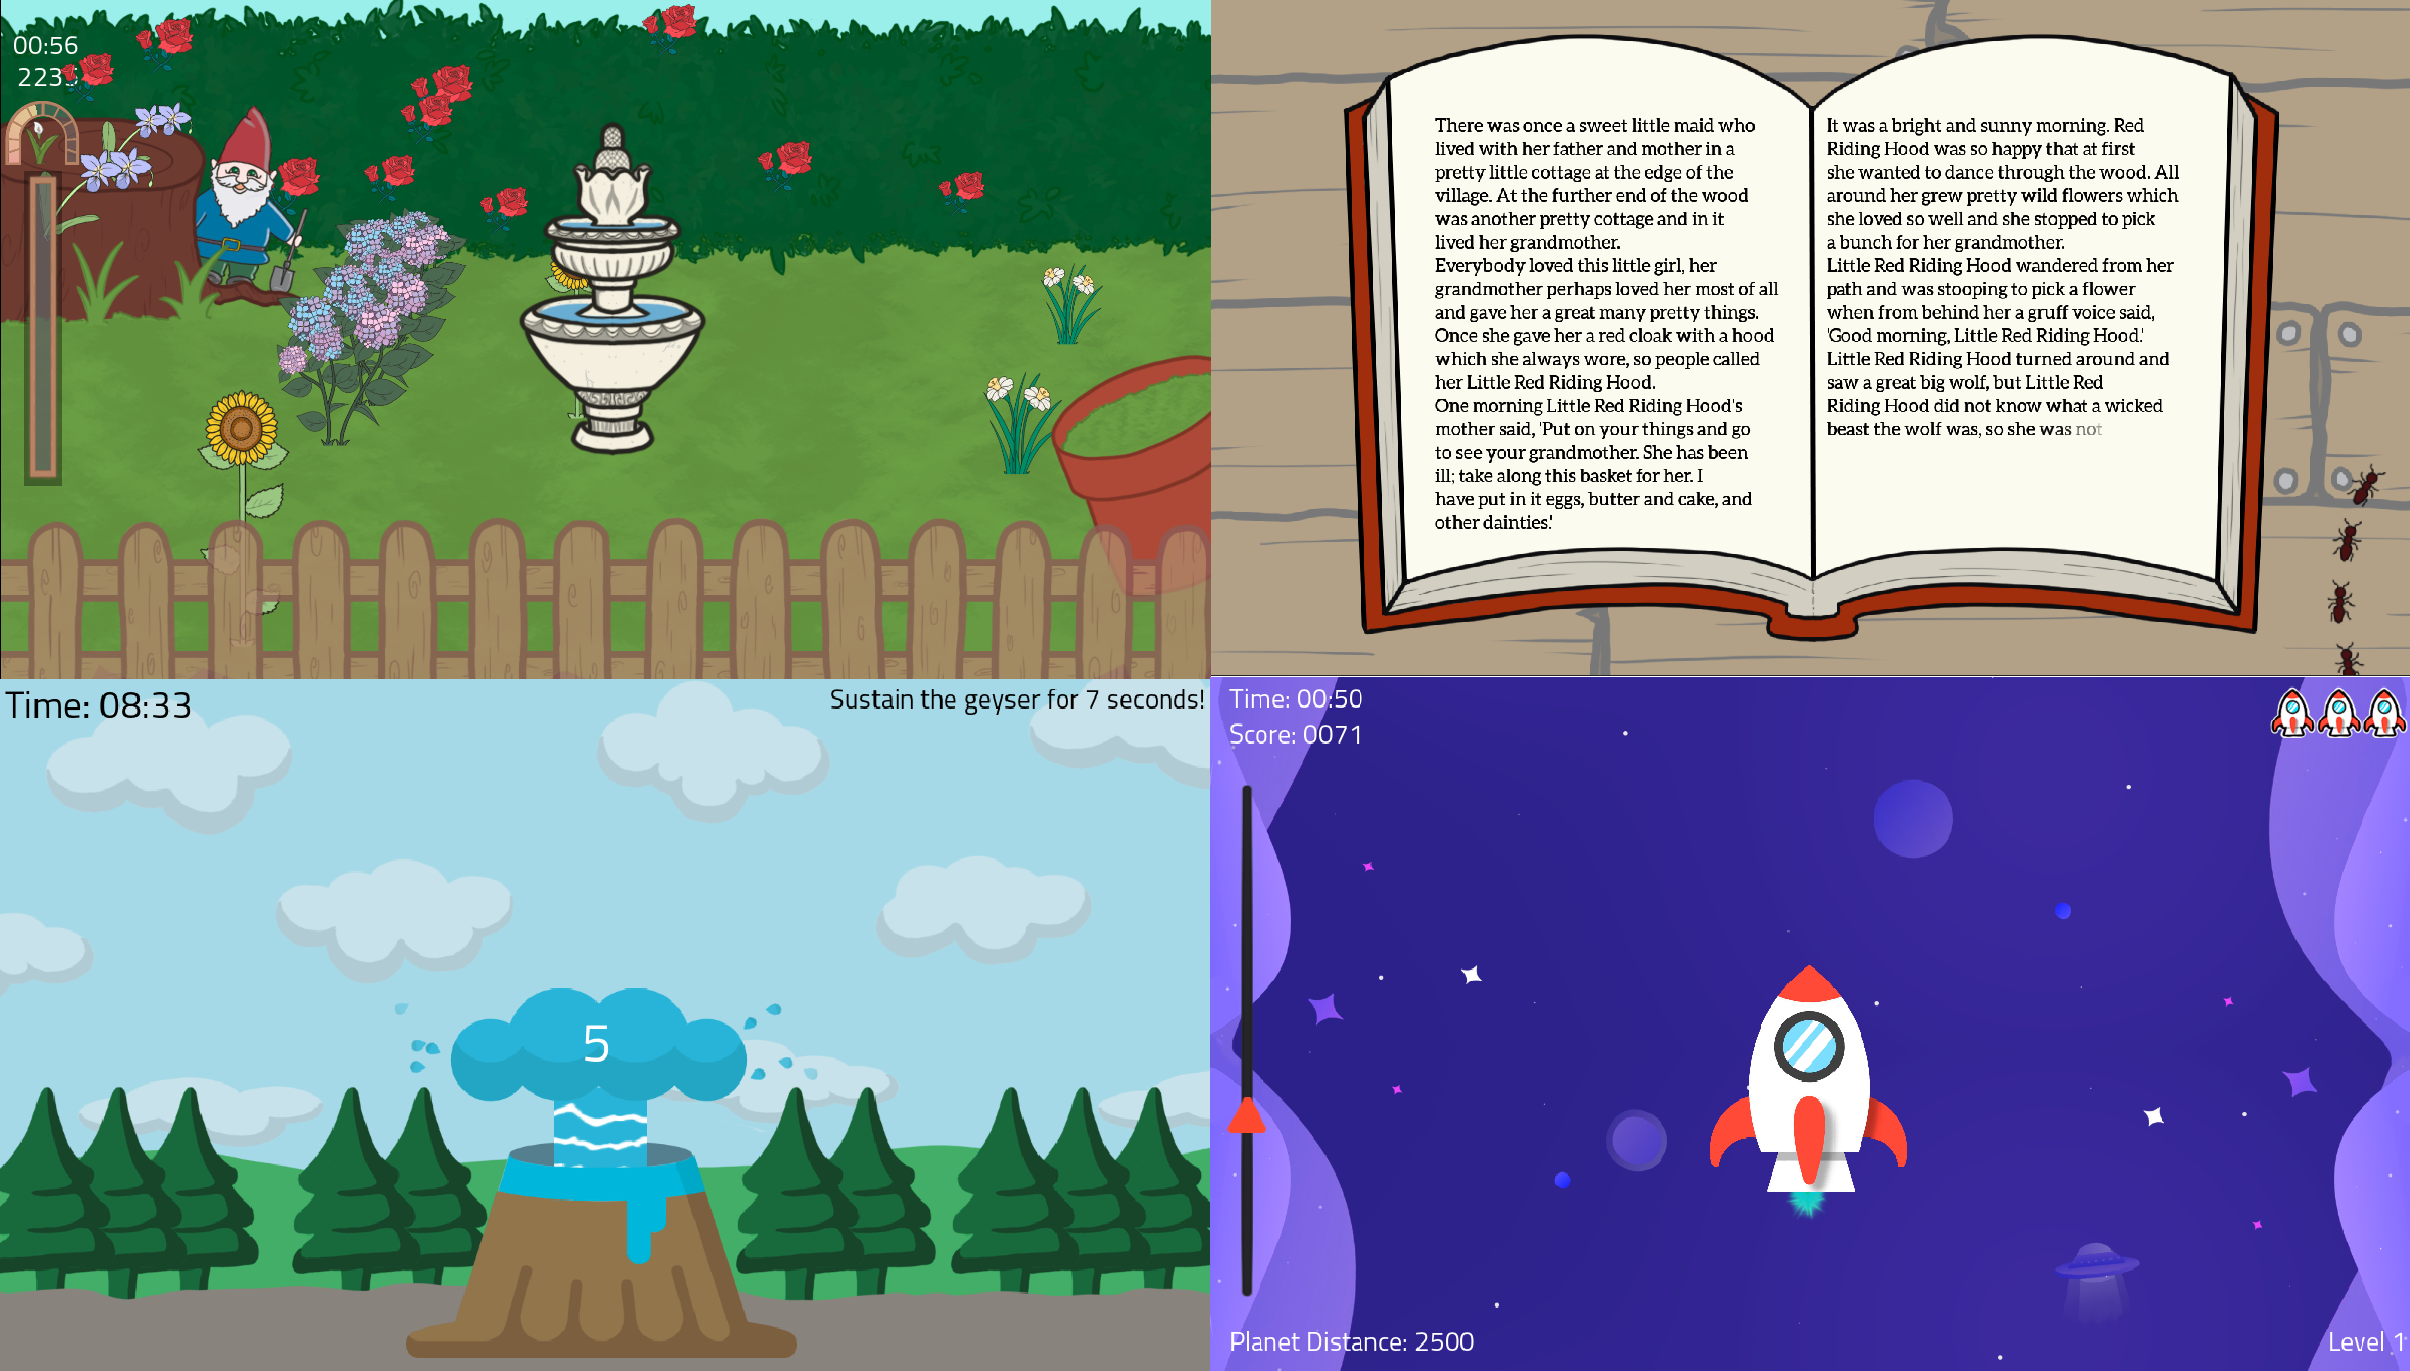 00:56
223
There was once a sweet little maid who
lived with her father and mother in a
pretty little cottage at the edge of the
village. At the further end of the wood
was another pretty cottage and in it
lived her grandmother.
Everybody loved this little girl, her
grandmother perhaps loved her most of all
and gave her a great many pretty things.
Once she gave her a red cloak with a hood
which she always wore, so people called
her Little Red Riding Hood.
One morning Little Red Riding Hood's
mother said, 'Put on your things and go
to see your grandmother. She has been
ill; take along this basket for her. I
have put in it eggs, butter and cake, and
other dainties.'
It was a bright and sunny morning. Red
Riding Hood was so happy that at first
she wanted to dance through the wood. All
around her grew pretty wild flowers which
she loved so well and she stopped to pick
a bunch for her grandmother.
Little Red Riding Hood wandered from her
path and was stooping to pick a flower
when from behind her a gruff voice said,
'Good morning, Little Red Riding Hood.'
Little Red Riding Hood turned around and
saw a great big wolf, but Little Red
Riding Hood did not know what a wicked
beast the wolf was, so she was not
Time: 08:33
Sustain the geyser for 7 seconds!
5
Time: 00:50
Score: 0071
Planet Distance: 2500
Level 1